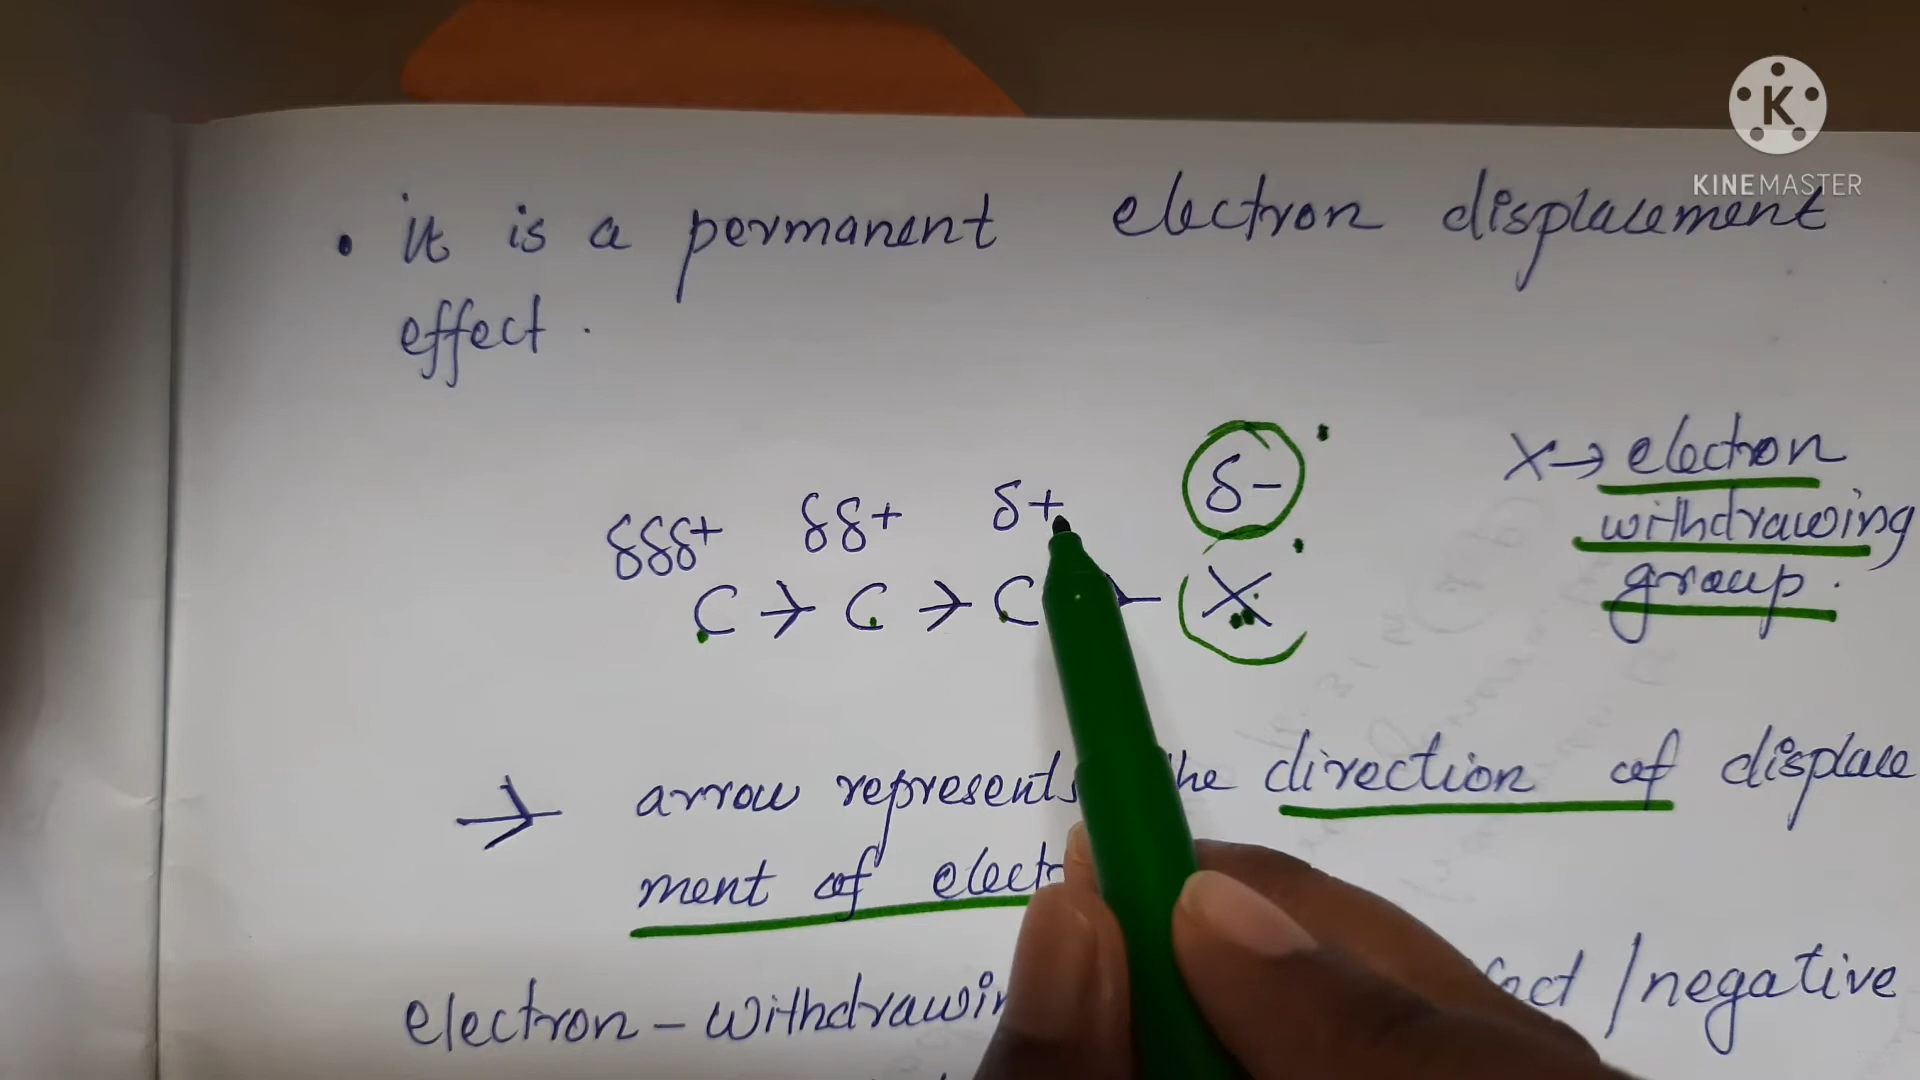 K
KINEMASTER
• it is a permanent electron displacement
effect.
δδδ+ δδ+ δ+ δ-
C → C → C X
X → electron
withdrawing
group.
→ arrow represents the direction of displace
ment of
electron-
/negative